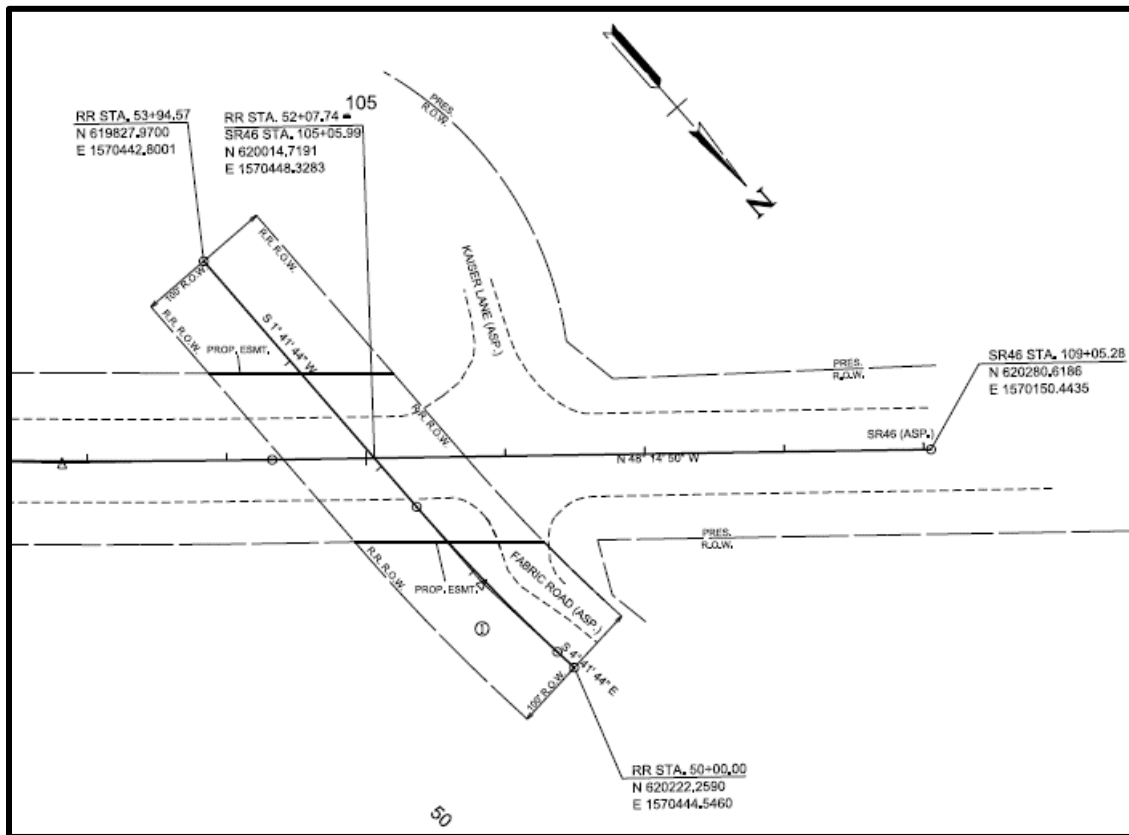 105
RR STA. 53+94.57
N 619827.9700
E 1570442.8001
RR STA. 52+07.74 =
SR46 STA. 105+05.99
N 620014.7191
E 1570448.3283
PRES.
R.O.W.
N
R.R. R.O.W.
100' R.O.W.
R.R. R.O.W.
S 1° 41' 44" W
PROP. ESMT.
KAISER LANE (ASP.)
R.R. R.O.W.
PRES.
R.O.W.
SR46 STA. 109+05.28
N 620280.6186
E 1570150.4435
SR46 (ASP.)
N 48° 14' 50" W
PRES.
R.O.W.
R.R. R.O.W.
PROP. ESMT.
FABRIC ROAD (ASP.)
1
S 4° 41' 44" E
100' R.O.W.
RR STA. 50+00.00
N 620222.2590
E 1570444.5460
50